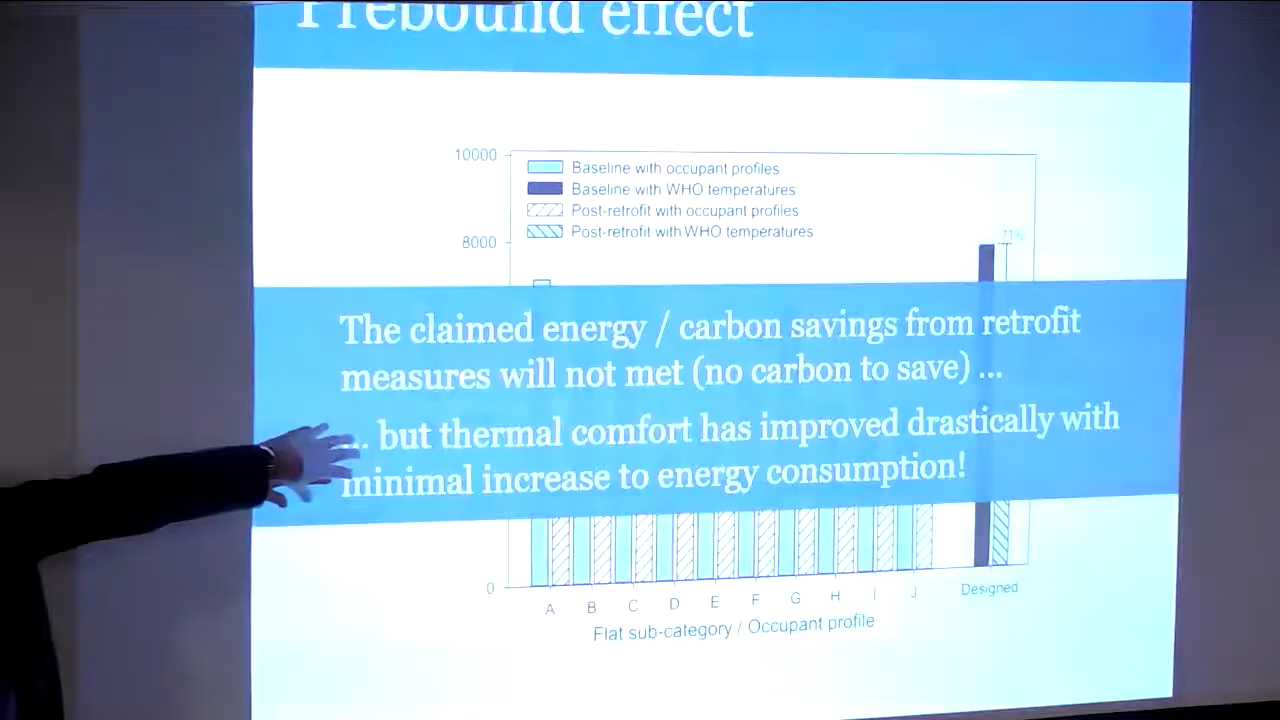 Prebound effect
10000
Baseline with occupant profiles
Baseline with WHO temperatures
Post-retrofit with occupant profiles
Post-retrofit with WHO temperatures
8000
71%
The claimed energy / carbon savings from retrofit
measures will not met (no carbon to save) ...
... but thermal comfort has improved drastically with
minimal increase to energy consumption!
0
A B C D E F G H I J Designed
Flat sub-category / Occupant profile